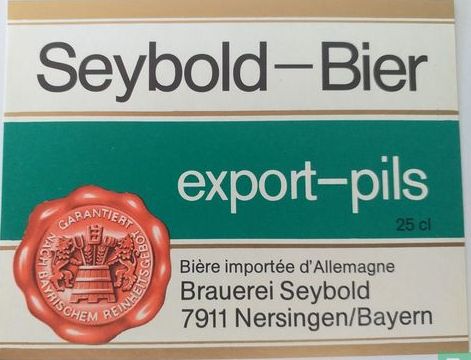 Seybold–Bier
export–pils
25 cl
GARANTIERT
NACH BAYRISCHEM REINHEITSGEBOT
Bière importée d'Allemagne
Brauerei Seybold
7911 Nersingen/Bayern